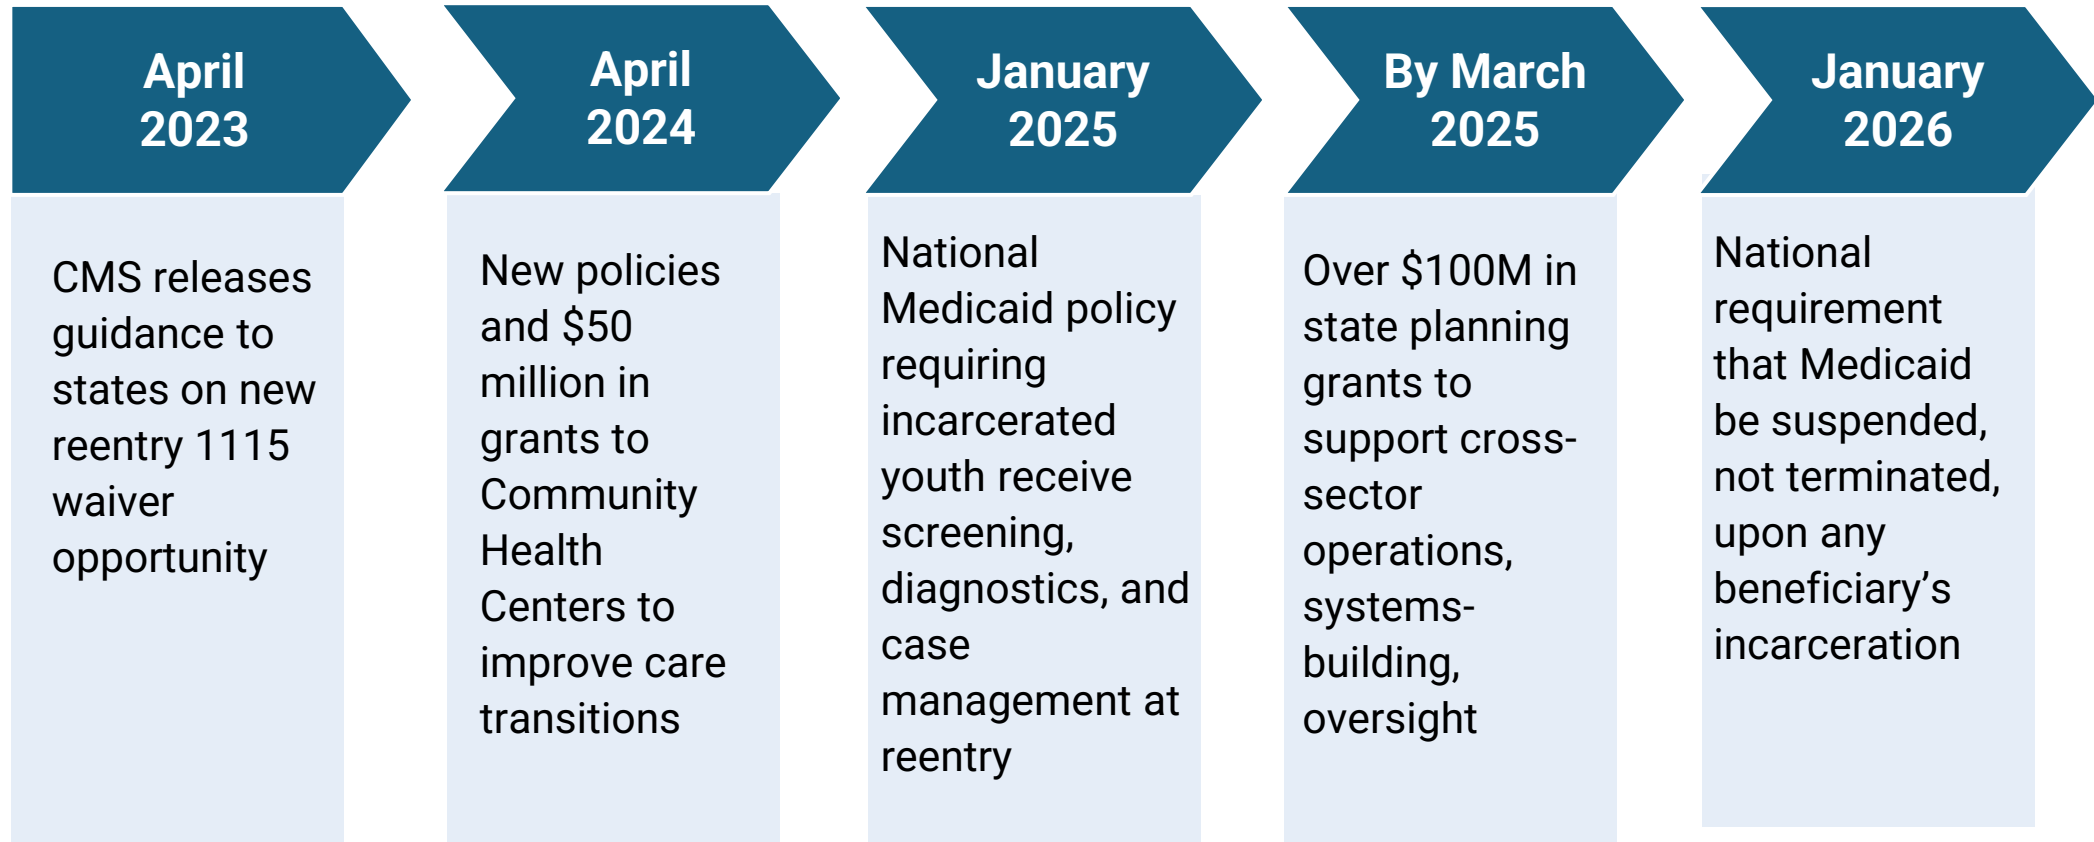 April
2023
CMS releases
guidance to
states on new
reentry 1115
waiver
opportunity
April
2024
New policies
and $50
million in
grants to
Community
Health
Centers to
improve care
transitions
January
2025
National
Medicaid policy
requiring
incarcerated
youth receive
screening,
diagnostics, and
case
management at
reentry
By March
2025
Over $100M in
state planning
grants to
support cross-
sector
operations,
systems-
building,
oversight
January
2026
National
requirement
that Medicaid
be suspended,
not terminated,
upon any
beneficiary’s
incarceration